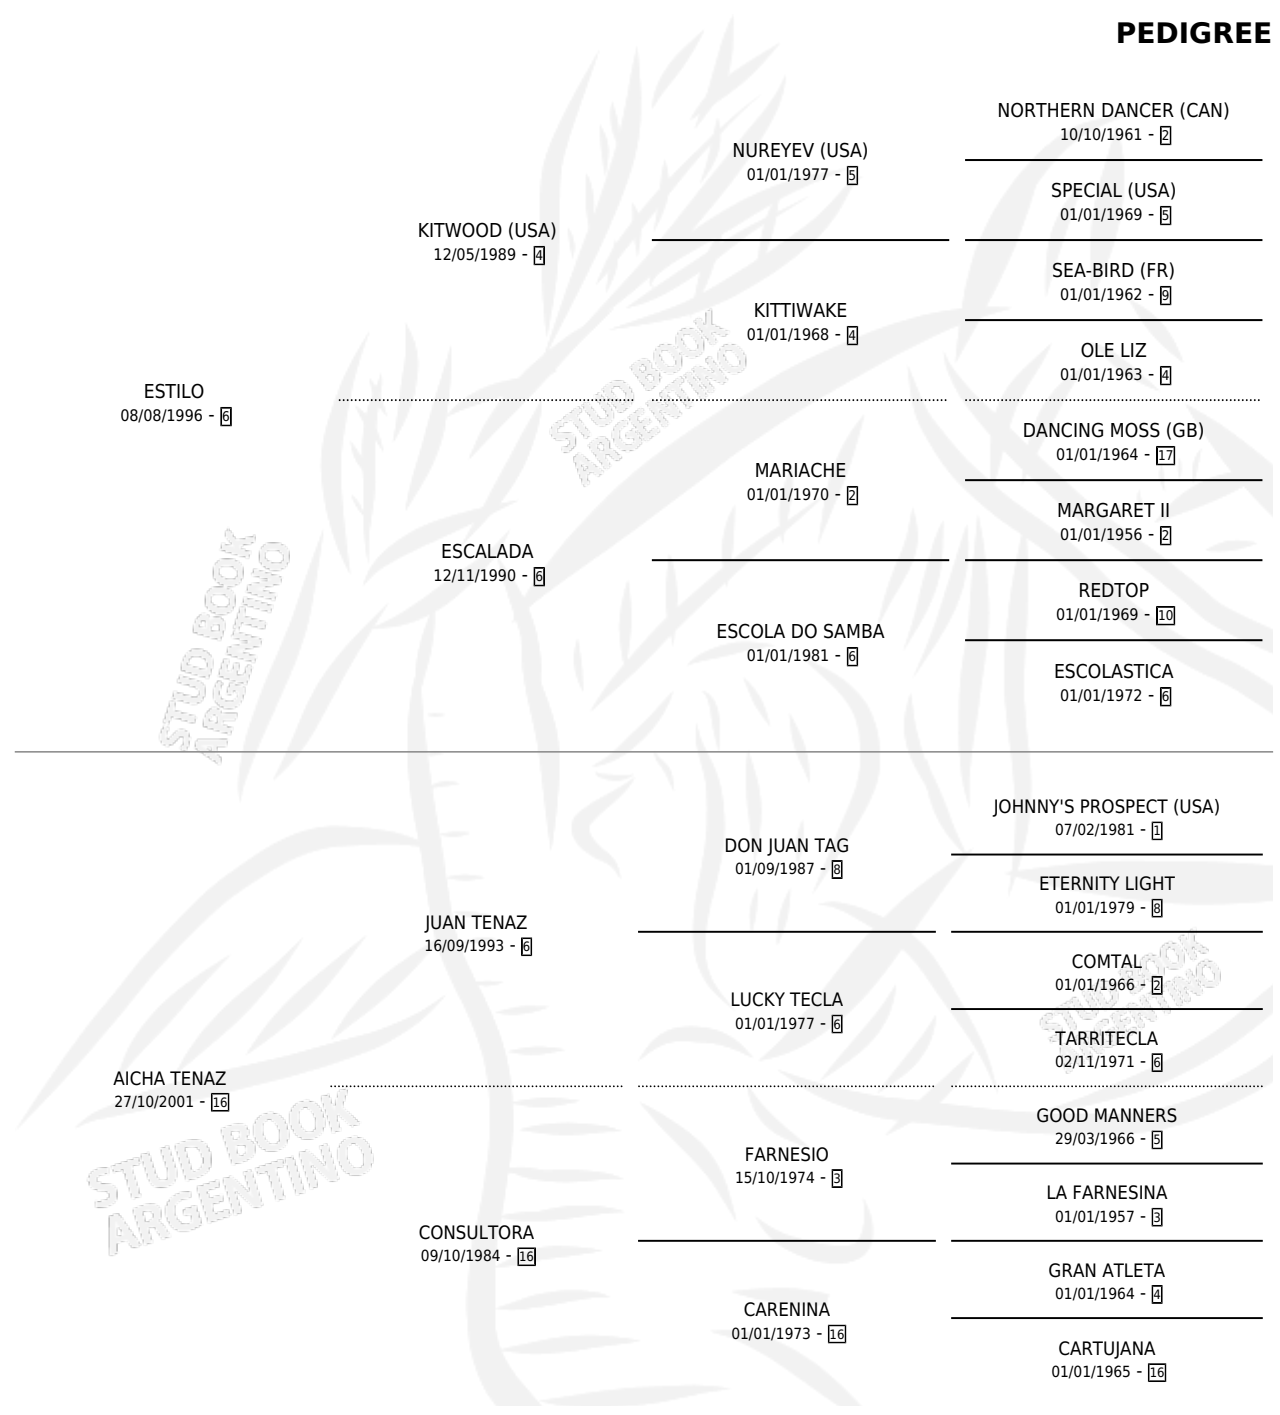 PEDIGREE
NORTHERN DANCER (CAN)
10/10/1961 - 2
NUREYEV (USA)
01/01/1977 - 5
SPECIAL (USA)
01/01/1969 - 5
KITWOOD (USA)
12/05/1989 - 4
SEA-BIRD (FR)
01/01/1962 - 9
KITTIWAKE
01/01/1968 - 4
OLE LIZ
01/01/1963 - 4
ESTILO
08/08/1996 - 6
DANCING MOSS (GB)
01/01/1964 - 17
MARIACHE
01/01/1970 - 2
MARGARET II
01/01/1956 - 2
ESCALADA
12/11/1990 - 6
REDTOP
01/01/1969 - 10
ESCOLA DO SAMBA
01/01/1981 - 6
ESCOLASTICA
01/01/1972 - 6
JOHNNY'S PROSPECT (USA)
07/02/1981 - 1
DON JUAN TAG
01/09/1987 - 8
ETERNITY LIGHT
01/01/1979 - 8
JUAN TENAZ
16/09/1993 - 6
COMTAL
01/01/1966 - 2
LUCKY TECLA
01/01/1977 - 6
TARRITECLA
02/11/1971 - 6
AICHA TENAZ
27/10/2001 - 16
GOOD MANNERS
29/03/1966 - 5
FARNESIO
15/10/1974 - 3
LA FARNESINA
01/01/1957 - 3
CONSULTORA
09/10/1984 - 16
GRAN ATLETA
01/01/1964 - 4
CARENINA
01/01/1973 - 16
CARTUJANA
01/01/1965 - 16
STUD BOOK
ARGENTINO
STUD BOOK
ARGENTINO
STUD BOOK
ARGENTINO
STUD BOOK
ARGENTINO